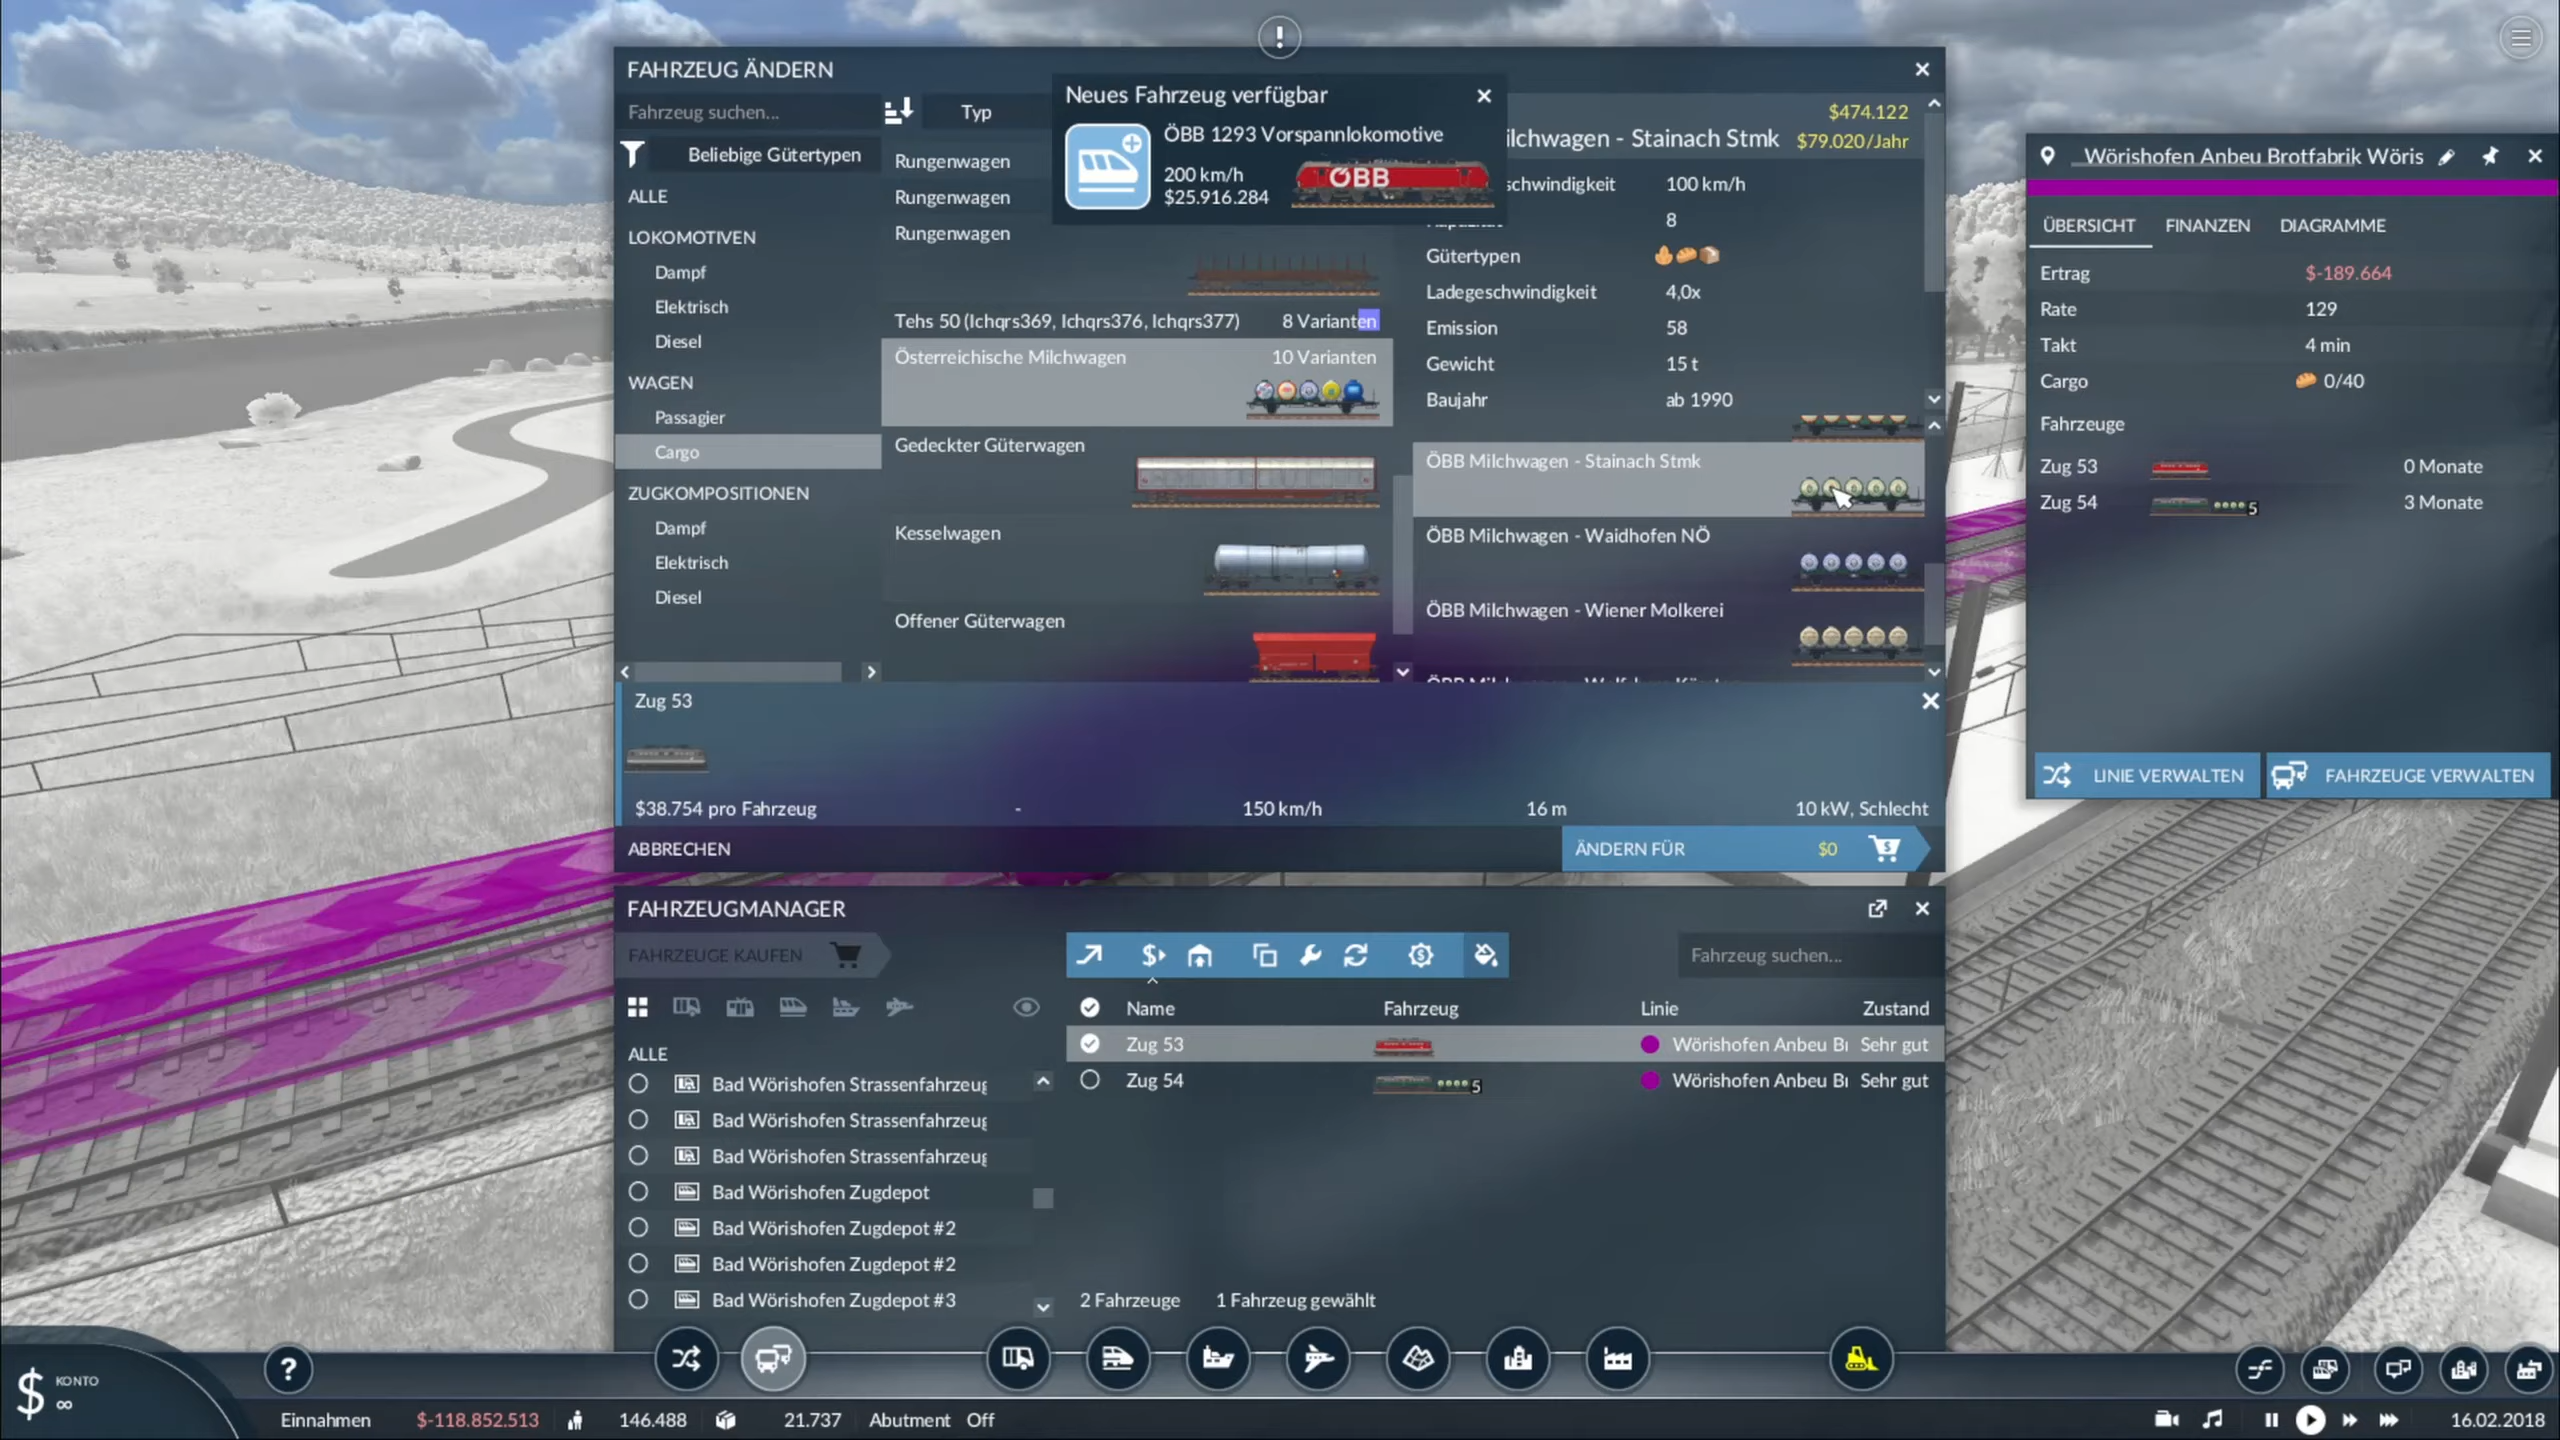 FAHRZEUG ÄNDERN
Fahrzeug suchen...
Typ
Beliebige Gütertypen
ALLE
LOKOMOTIVEN
Dampf
Elektrisch
Diesel
WAGEN
Passagier
Cargo
ZUGKOMPOSITIONEN
Dampf
Elektrisch
Diesel
Rungenwagen
Rungenwagen
Rungenwagen
Tehs 50 (Ichqrs369, Ichqrs376, Ichqrs377) 8 Varianten
Österreichische Milchwagen 10 Varianten
Gedeckter Güterwagen
Kesselwagen
Offener Güterwagen
Neues Fahrzeug verfügbar
ÖBB 1293 Vorspannlokomotive
200 km/h
$25.916.284
ÖBB
ilchwagen - Stainach Stmk
$474.122
$79.020/Jahr
schwindigkeit 100 km/h
8
Gütertypen
Ladegeschwindigkeit 4,0x
Emission 58
Gewicht 15 t
Baujahr ab 1990
ÖBB Milchwagen - Stainach Stmk
ÖBB Milchwagen - Waidhofen NÖ
ÖBB Milchwagen - Wiener Molkerei
Zug 53
$38.754 pro Fahrzeug - 150 km/h 16 m 10 kW, Schlecht
ABBRECHEN
ÄNDERN FÜR $0
Wörishofen Anbeu Brotfabrik Wöris
ÜBERSICHT FINANZEN DIAGRAMME
Ertrag $-189.664
Rate 129
Takt 4 min
Cargo 0/40
Fahrzeuge
Zug 53 0 Monate
Zug 54 5 3 Monate
LINIE VERWALTEN
FAHRZEUGE VERWALTEN
FAHRZEUGMANAGER
FAHRZEUGE KAUFEN
Fahrzeug suchen...
ALLE
Bad Wörishofen Strassenfahrzeug
Bad Wörishofen Strassenfahrzeug
Bad Wörishofen Strassenfahrzeug
Bad Wörishofen Zugdepot
Bad Wörishofen Zugdepot #2
Bad Wörishofen Zugdepot #2
Bad Wörishofen Zugdepot #3
Name Fahrzeug Linie Zustand
Zug 53 Wörishofen Anbeu Br Sehr gut
Zug 54 5 Wörishofen Anbeu Br Sehr gut
2 Fahrzeuge 1 Fahrzeug gewählt
$ KONTO
∞
?
Einnahmen $-118.852.513 146.488 21.737 Abutment Off
16.02.2018